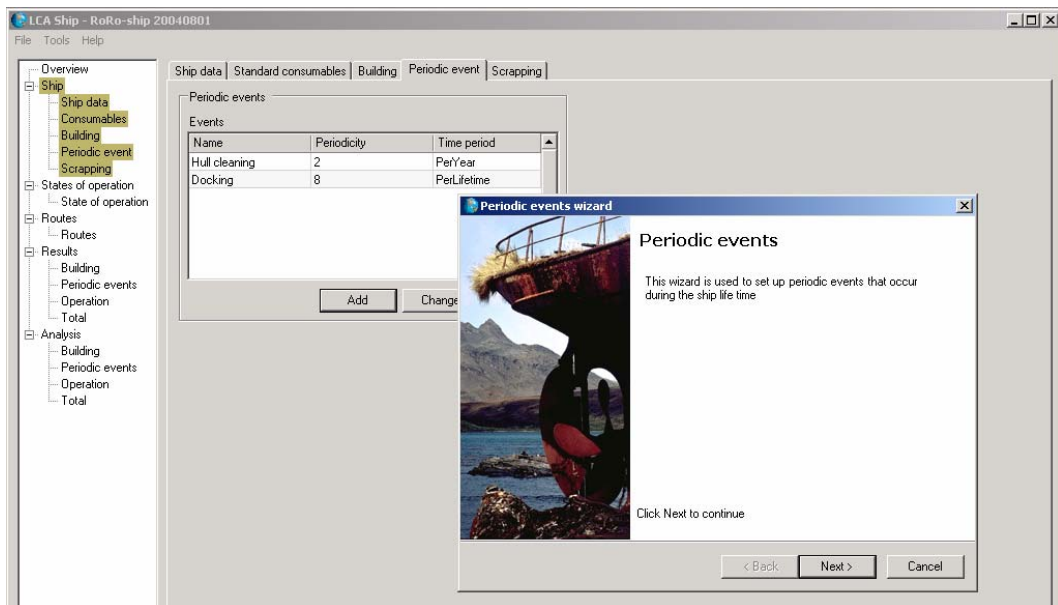 LCA Ship - RoRo-ship 20040801
File Tools Help
Overview
Ship
Ship data
Consumables
Building
Periodic event
Scrapping
States of operation
State of operation
Routes
Routes
Results
Building
Periodic events
Operation
Total
Analysis
Building
Periodic events
Operation
Total
Ship data Standard consumables Building Periodic event Scrapping
Periodic events
Events
Name Periodicity Time period
Hull cleaning 2 PerYear
Docking 8 PerLifetime
Add Change
Periodic events wizard
Periodic events
This wizard is used to set up periodic events that occur
during the ship life time
Click Next to continue
< Back Next > Cancel